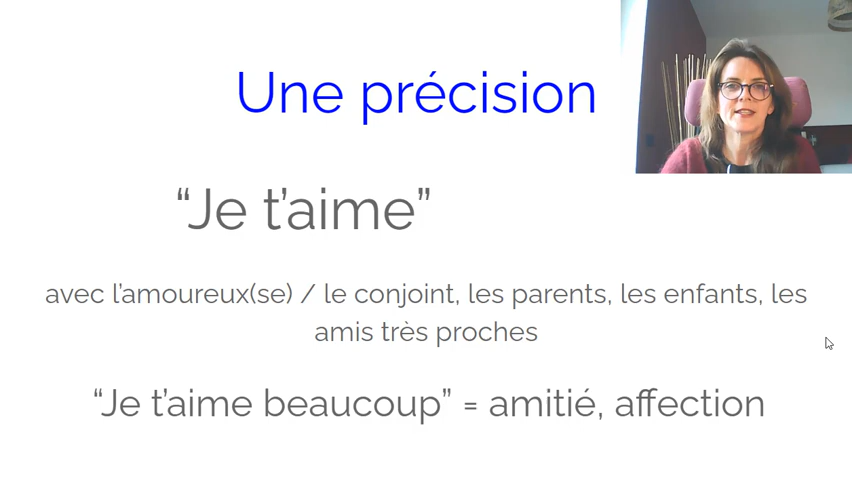 Une précision
“Je t’aime”
avec l’amoureux(se) / le conjoint, les parents, les enfants, les
amis très proches
“Je t’aime beaucoup” = amitié, affection